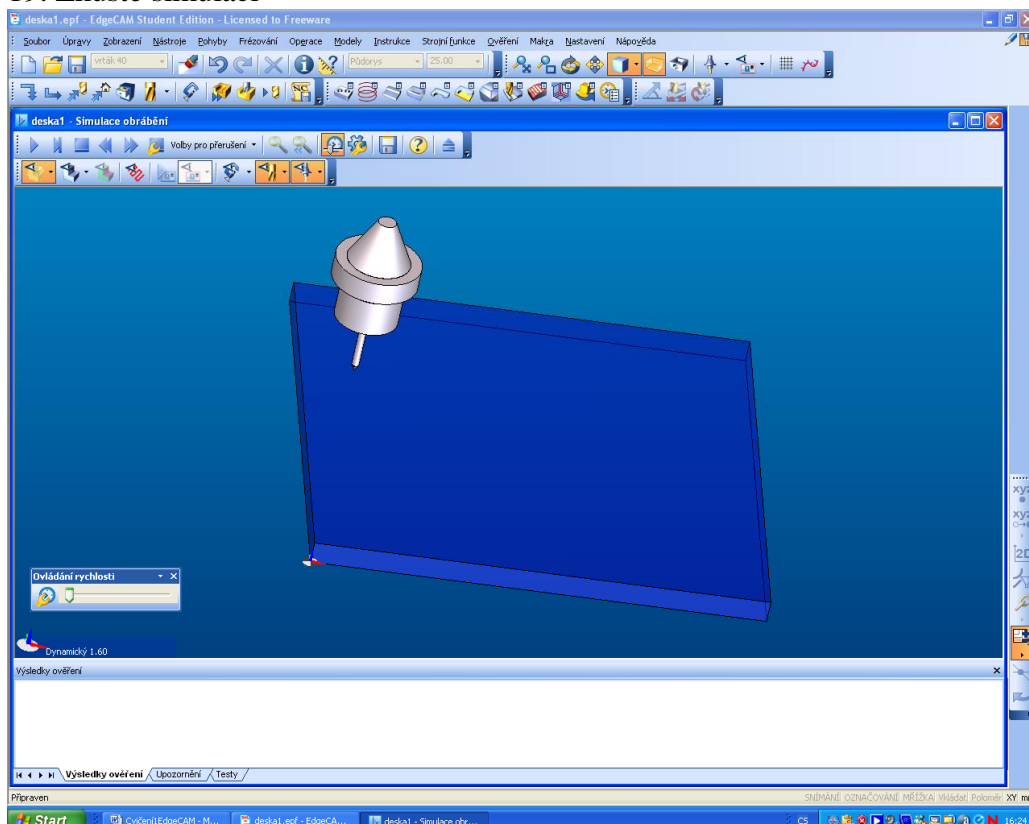 deska1.epf - EdgeCAM Student Edition - Licensed to Freeware
Soubor Úpravy Zobrazení Nástroje Pohyby Frézování Operace Modely Instrukce Strojní funkce Ověření Makra Nastavení Nápověda
vrták 40 Půdorys 25.00
deska1 - Simulace obrábění
Volby pro přerušení
Ovládání rychlosti
Dynamický 1.60
Výsledky ověření
Výsledky ověření Upozornění Testy
Připraven SNÍMÁNÍ OZNAČOVÁNÍ MŘÍŽKA Vkládat Poloměr XY
Start Cvičení1EdgeCAM - M... deska1.epf - EdgeCA... deska1 - Simulace obr... CS 16:24